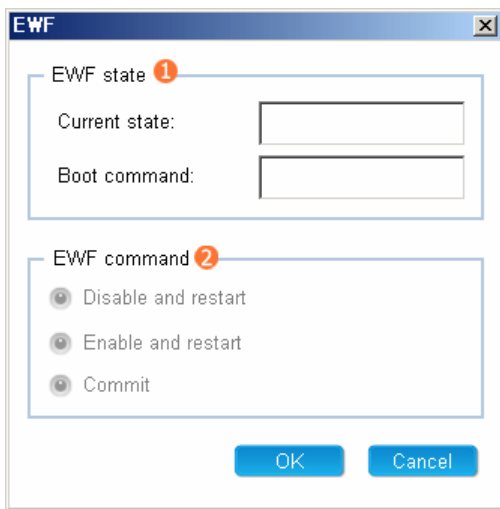 EWF
EWF state 1
Current state:
Boot command:
EWF command 2
Disable and restart
Enable and restart
Commit
OK Cancel